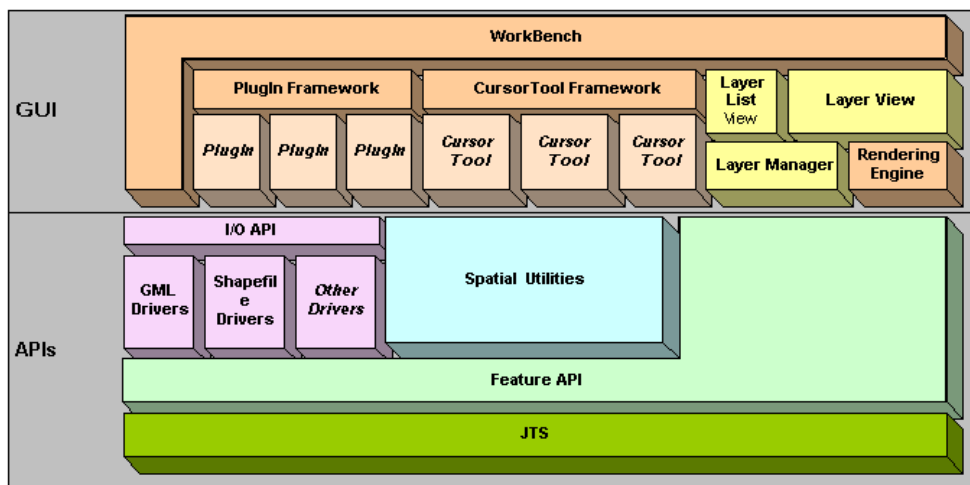 WorkBench
GUI
PlugIn Framework
CursorTool Framework
Layer
List
View
Layer View
PlugIn
PlugIn
PlugIn
Cursor
Tool
Cursor
Tool
Cursor
Tool
Layer Manager
Rendering
Engine
APIs
I/O API
GML
Drivers
Shapefil
e
Drivers
Other
Drivers
Spatial Utilities
Feature API
JTS